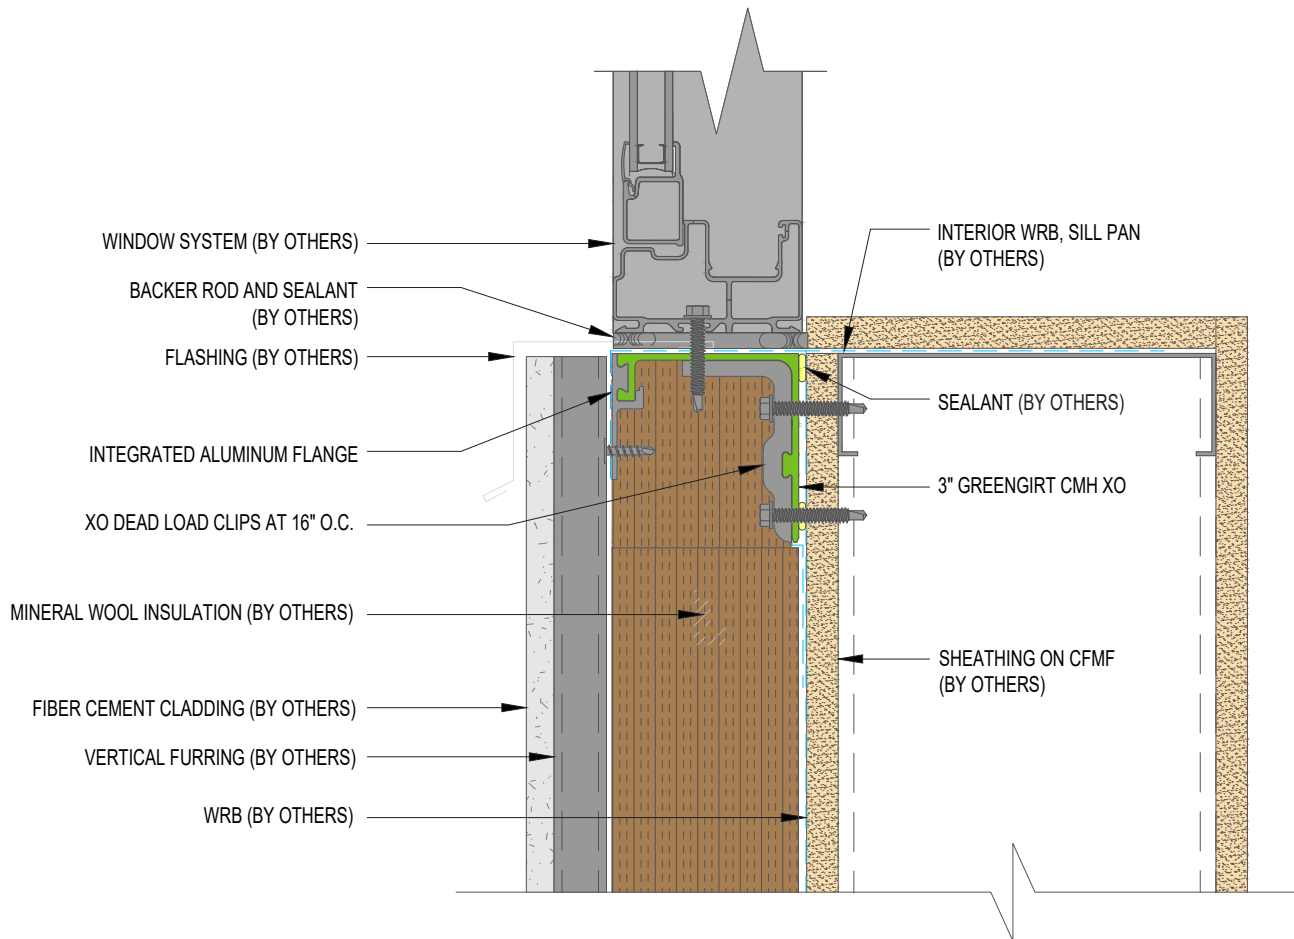 WINDOW SYSTEM (BY OTHERS)
BACKER ROD AND SEALANT
(BY OTHERS)
FLASHING (BY OTHERS)
INTEGRATED ALUMINUM FLANGE
XO DEAD LOAD CLIPS AT 16" O.C.
MINERAL WOOL INSULATION (BY OTHERS)
FIBER CEMENT CLADDING (BY OTHERS)
VERTICAL FURRING (BY OTHERS)
WRB (BY OTHERS)
INTERIOR WRB, SILL PAN
(BY OTHERS)
SEALANT (BY OTHERS)
3" GREENGIRT CMH XO
SHEATHING ON CFMF
(BY OTHERS)